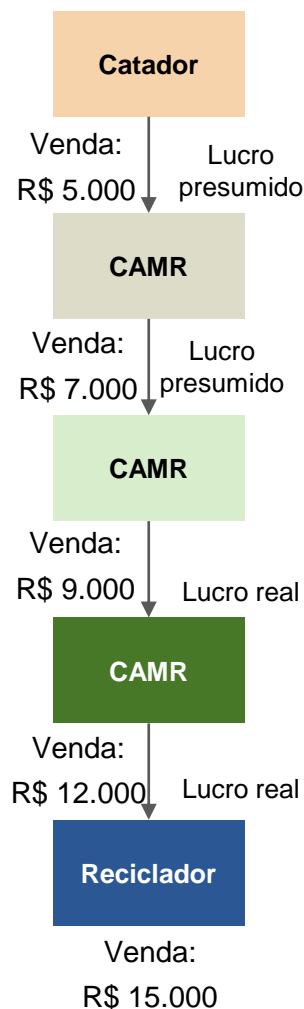 Catador
Venda:
R$ 5.000
Lucro
presumido
CAMR
Venda:
R$ 7.000
Lucro
presumido
CAMR
Venda:
R$ 9.000
Lucro real
CAMR
Venda:
R$ 12.000
Lucro real
Reciclador
Venda:
R$ 15.000